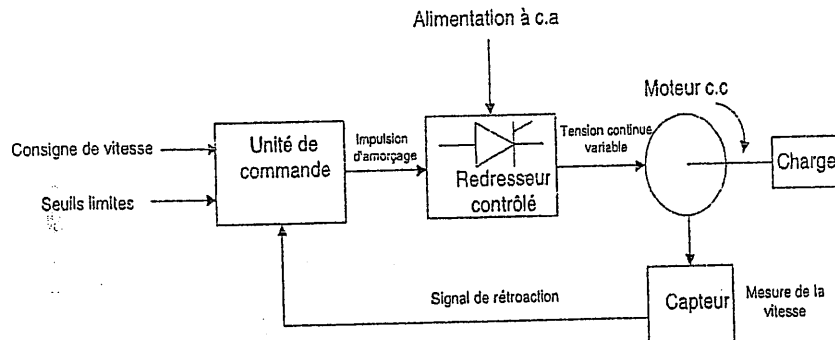 Alimentation à c.a
Moteur c.c
Consigne de vitesse
Seuils limites
Unité de
commande
Impulsion
d'amorçage
Redresseur
contrôlé
Tension continue
variable
Charge
Signal de rétroaction
Capteur
Mesure de la
vitesse